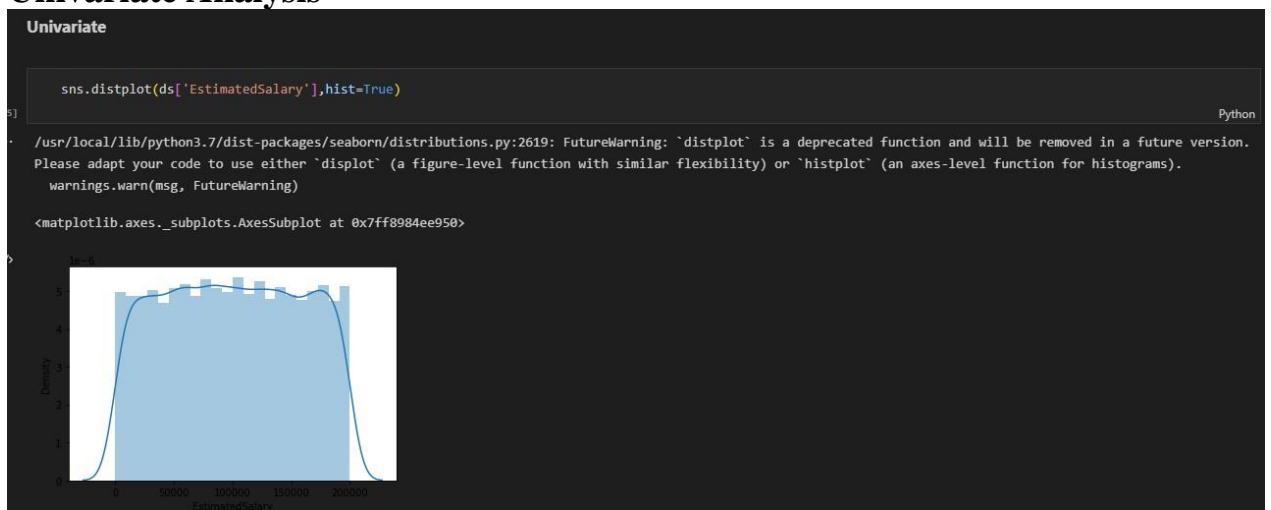 Univariate Analysis
Univariate
sns.distplot(ds['EstimatedSalary'],hist=True)
5]
Python
/usr/local/lib/python3.7/dist-packages/seaborn/distributions.py:2619: FutureWarning: `distplot` is a deprecated function and will be removed in a future version.
Please adapt your code to use either `displot` (a figure-level function with similar flexibility) or `histplot` (an axes-level function for histograms).
warnings.warn(msg, FutureWarning)
<matplotlib.axes._subplots.AxesSubplot at 0x7ff8984ee950>
1e-6
5
4
3
2
1
0
Density
0 50000 100000 150000 200000
EstimatedSalary